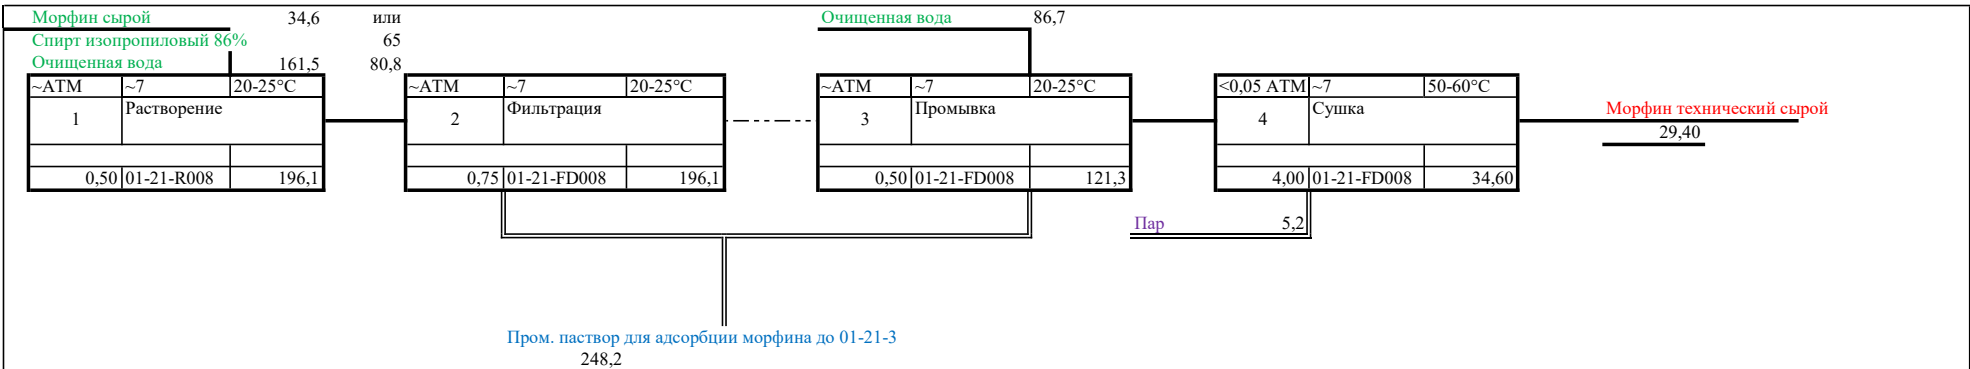 Морфин сырой 34,6 или
Спирт изопропиловый 86% 65
Очищенная вода 161,5 80,8
Очищенная вода 86,7
~АТМ ~7 20-25°C
1 Растворение
0,50 01-21-R008 196,1
~АТМ ~7 20-25°C
2 Фильтрация
0,75 01-21-FD008 196,1
~АТМ ~7 20-25°C
3 Промывка
0,50 01-21-FD008 121,3
<0,05 АТМ ~7 50-60°C
4 Сушка
4,00 01-21-FD008 34,60
Морфин технический сырой
29,40
Пар 5,2
Пром. паствор для адсорбции морфина до 01-21-3
248,2